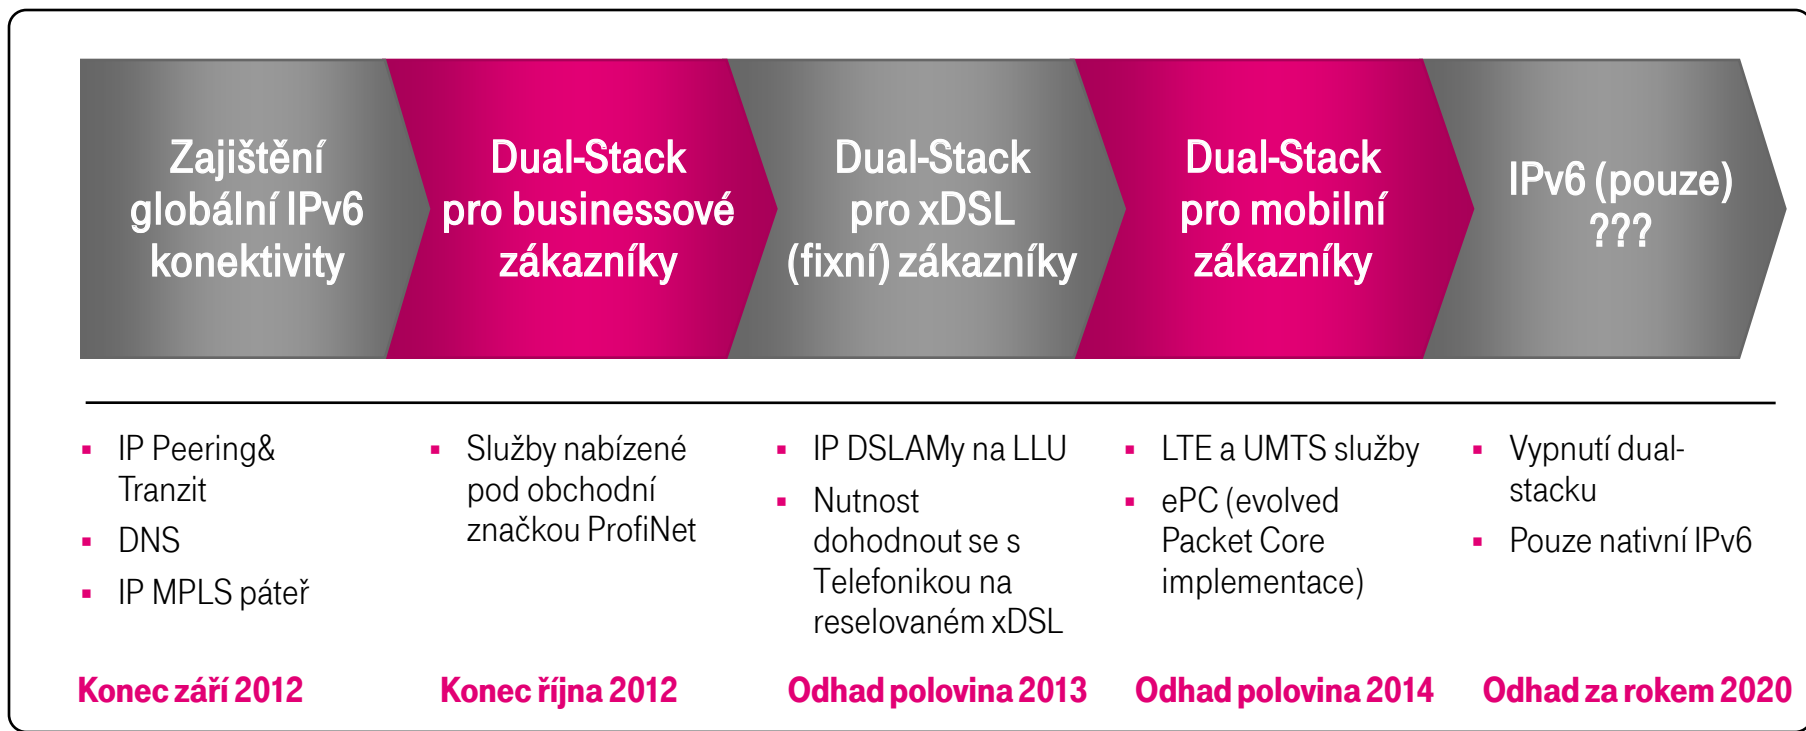 Zajištění
globální IPv6
konektivity
Dual-Stack
pro businessové
zákazníky
Dual-Stack
pro xDSL
(fixní) zákazníky
Dual-Stack
pro mobilní
zákazníky
IPv6 (pouze)
???
▪ IP Peering&
Tranzit
▪ DNS
▪ IP MPLS páteř
Konec září 2012
▪ Služby nabízené
pod obchodní
značkou ProfiNet
Konec října 2012
▪ IP DSLAMy na LLU
▪ Nutnost
dohodnout se s
Telefonikou na
reselovaném xDSL
Odhad polovina 2013
▪ LTE a UMTS služby
▪ ePC (evolved
Packet Core
implementace)
Odhad polovina 2014
▪ Vypnutí dual-
stacku
▪ Pouze nativní IPv6
Odhad za rokem 2020